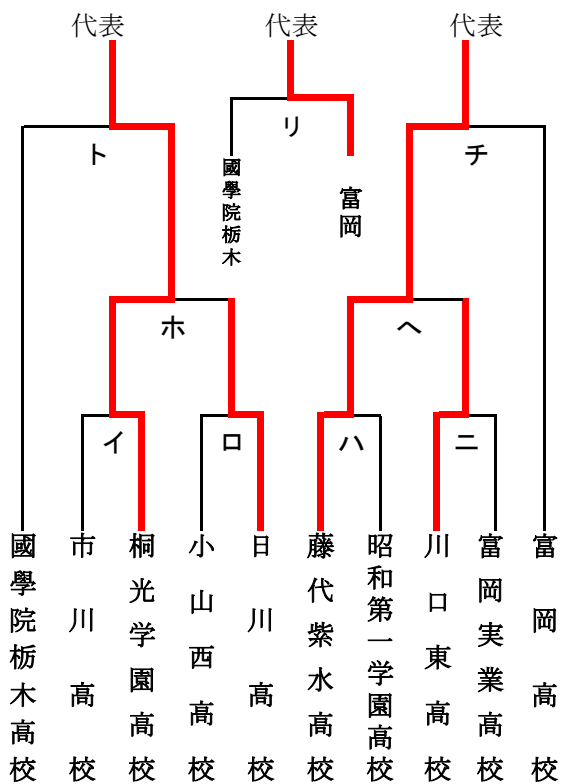 代表
代表
代表
リ
ト
チ
國學院栃木
富岡
ホ
ヘ
イ
ロ
ハ
ニ
國學院栃木高校
市川高校
桐光学園高校
小山西高校
日川高校
藤代紫水高校
昭和第一学園高校
川口東高校
富岡実業高校
富岡高校